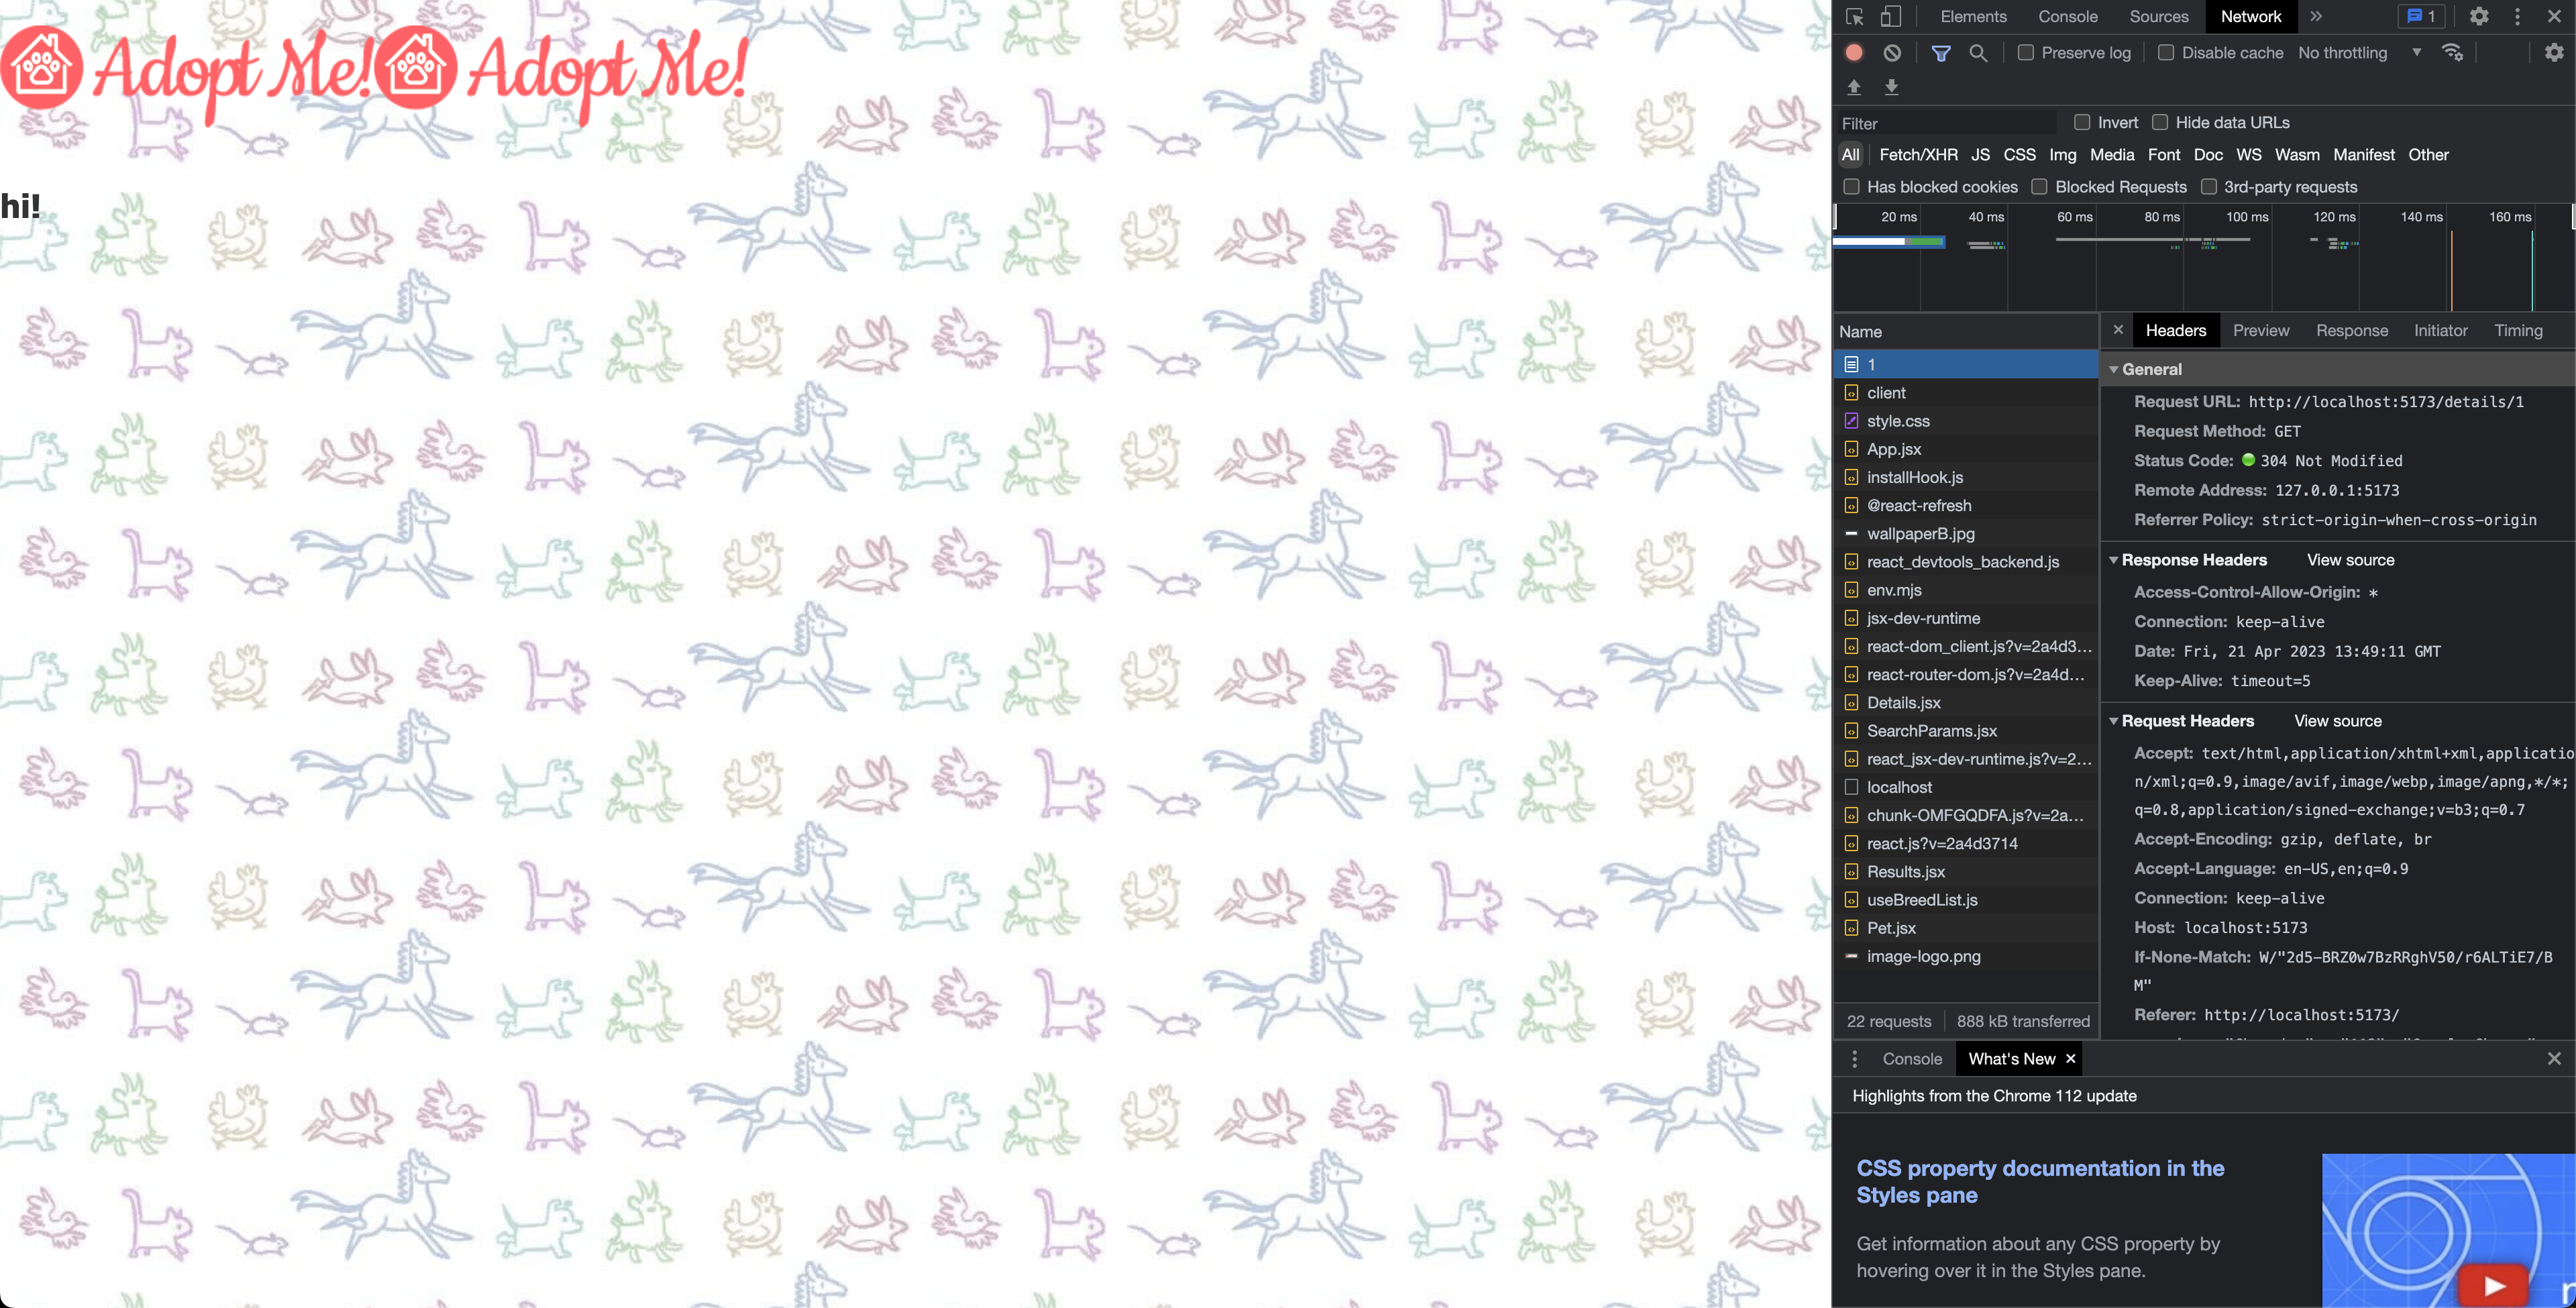 Adopt Me! Adopt Me!
hi!
Elements Console Sources Network 1
Preserve log Disable cache No throttling
Filter Invert Hide data URLs
All Fetch/XHR JS CSS Img Media Font Doc WS Wasm Manifest Other
Has blocked cookies Blocked Requests 3rd-party requests
20 ms 40 ms 60 ms 80 ms 100 ms 120 ms 140 ms 160 ms
Name
1
client
style.css
App.jsx
installHook.js
@react-refresh
wallpaperB.jpg
react_devtools_backend.js
env.mjs
jsx-dev-runtime
react-dom_client.js?v=2a4d3…
react-router-dom.js?v=2a4d…
Details.jsx
SearchParams.jsx
react_jsx-dev-runtime.js?v=2…
localhost
chunk-OMFGQDFA.js?v=2a…
react.js?v=2a4d3714
Results.jsx
useBreedList.js
Pet.jsx
image-logo.png
22 requests 888 kB transferred
Headers Preview Response Initiator Timing
General
Request URL: http://localhost:5173/details/1
Request Method: GET
Status Code: 304 Not Modified
Remote Address: 127.0.0.1:5173
Referrer Policy: strict-origin-when-cross-origin
Response Headers View source
Access-Control-Allow-Origin: *
Connection: keep-alive
Date: Fri, 21 Apr 2023 13:49:11 GMT
Keep-Alive: timeout=5
Request Headers View source
Accept: text/html,application/xhtml+xml,applicatio
n/xml;q=0.9,image/avif,image/webp,image/apng,*/*;
q=0.8,application/signed-exchange;v=b3;q=0.7
Accept-Encoding: gzip, deflate, br
Accept-Language: en-US,en;q=0.9
Connection: keep-alive
Host: localhost:5173
If-None-Match: W/"2d5-BRZ0w7BzRRghV50/r6ALTiE7/B
M"
Referer: http://localhost:5173/
Console What's New
Highlights from the Chrome 112 update
CSS property documentation in the
Styles pane
Get information about any CSS property by
hovering over it in the Styles pane.